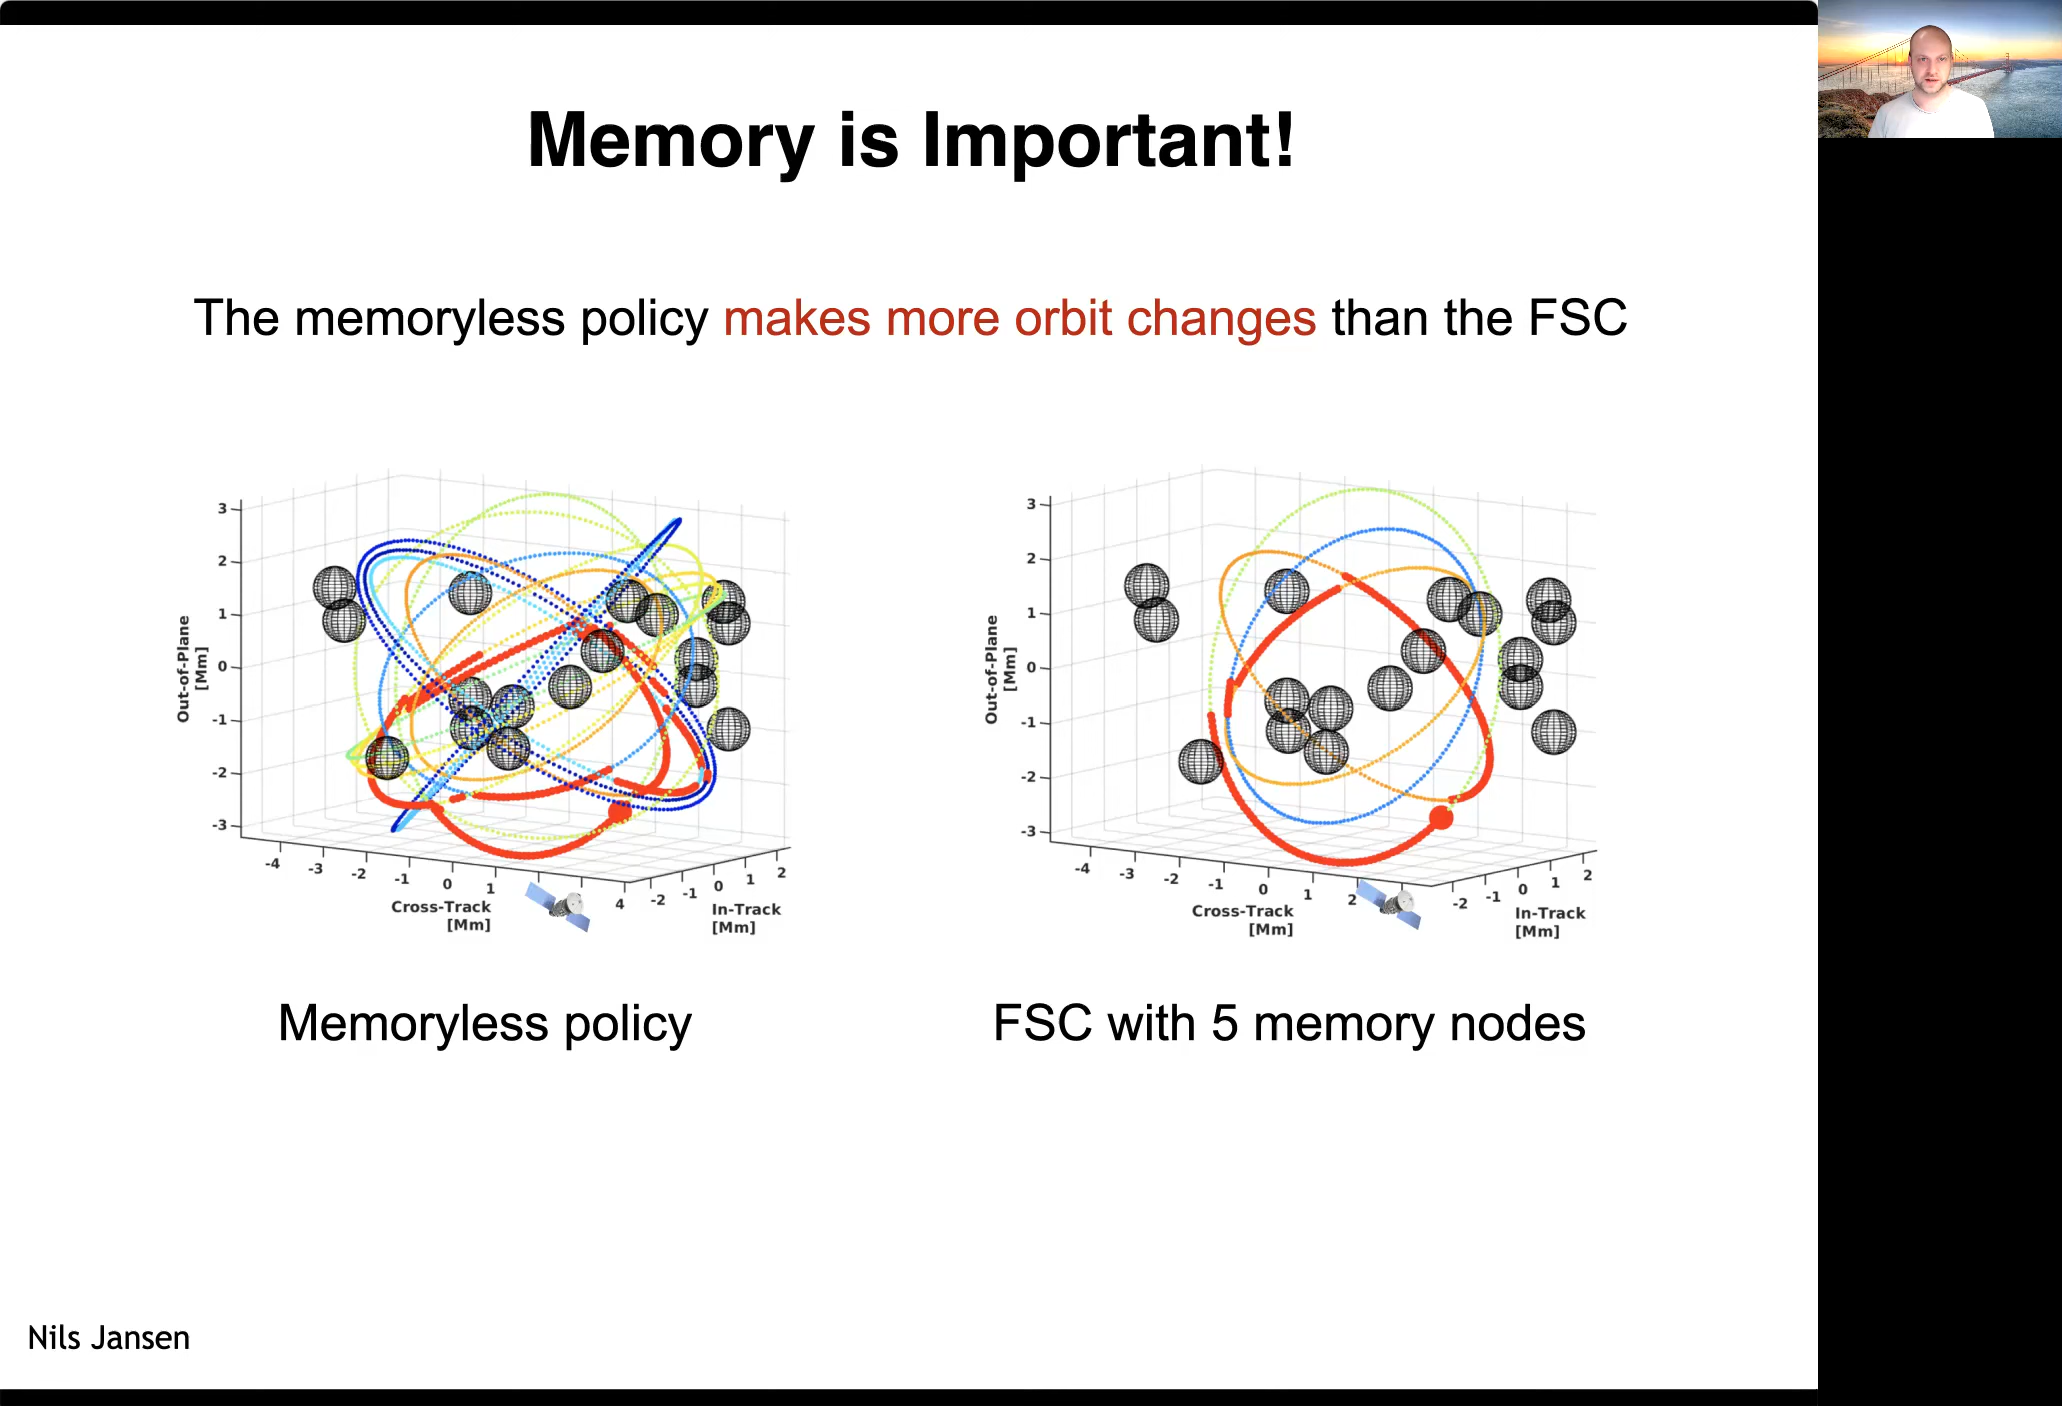 Memory is Important!
The memoryless policy makes more orbit changes than the FSC
3
2
1
0
-1
-2
-3
Out-of-Plane
[Mm]
-4
-3
-2
-1
0
1
4
Cross-Track
[Mm]
-2
-1
0
1
2
In-Track
[Mm]
3
2
1
0
-1
-2
-3
Out-of-Plane
[Mm]
-4
-3
-2
-1
0
1
2
Cross-Track
[Mm]
-2
-1
0
1
2
In-Track
[Mm]
Memoryless policy
FSC with 5 memory nodes
Nils Jansen